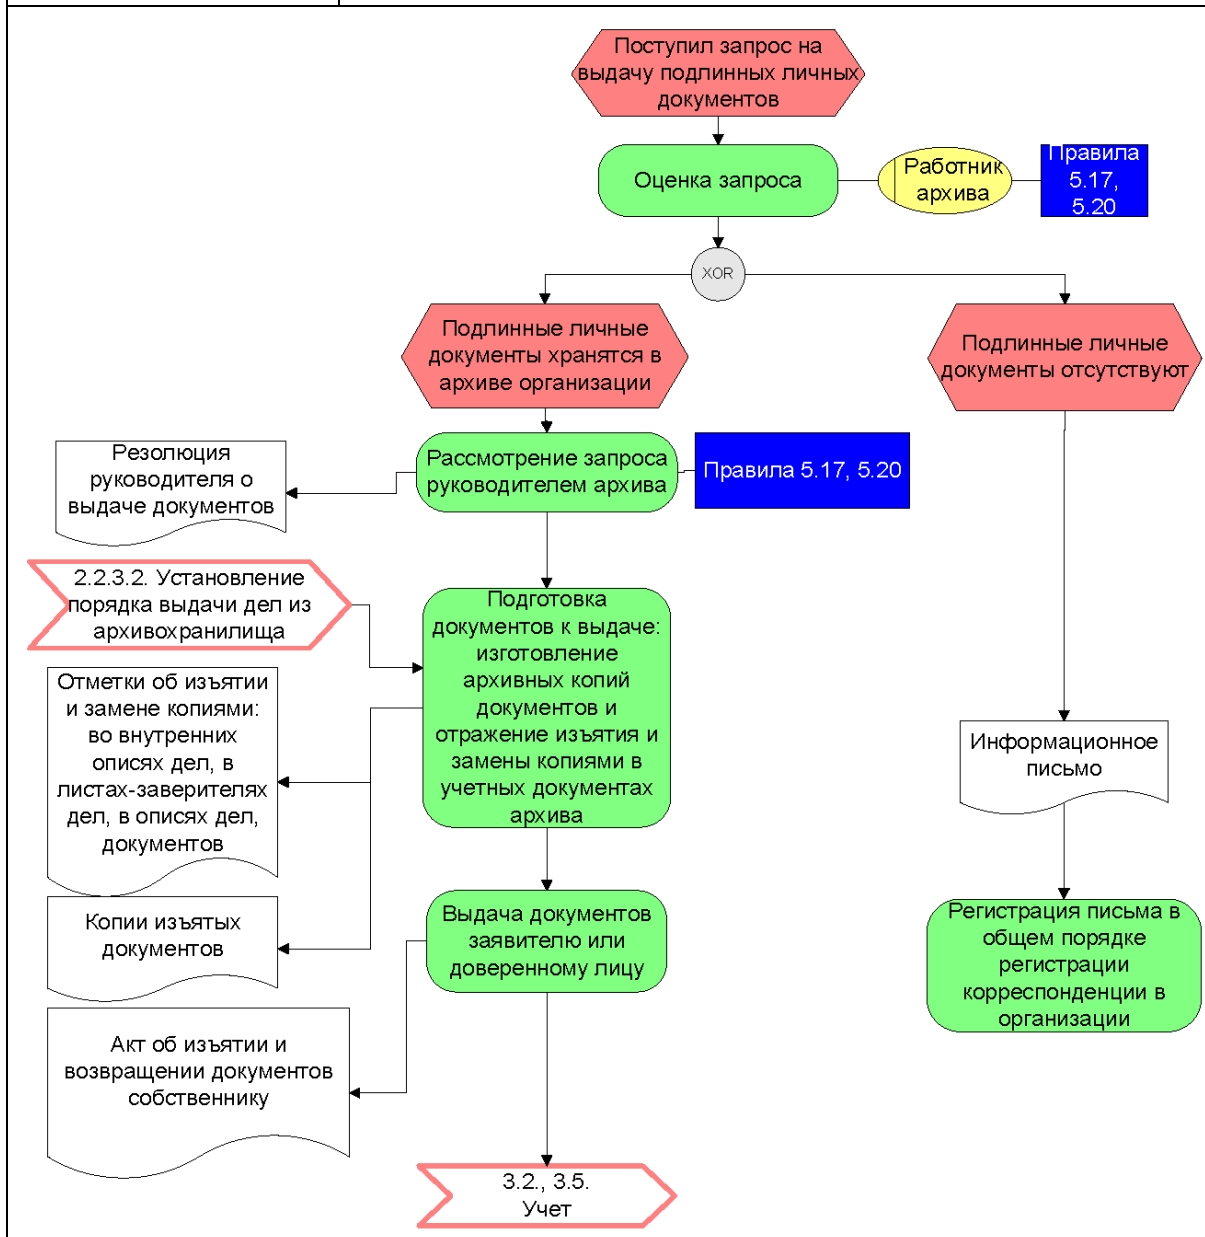 Поступил запрос на
выдачу подлинных личных
документов
Оценка запроса
Работник
архива
Правила
5.17,
5.20
XOR
Подлинные личные
документы хранятся в
архиве организации
Подлинные личные
документы отсутствуют
Резолюция
руководителя о
выдаче документов
Рассмотрение запроса
руководителем архива
Правила 5.17, 5.20
2.2.3.2. Установление
порядка выдачи дел из
архивохранилища
Подготовка
документов к выдаче:
изготовление
архивных копий
документов и
отражение изъятия и
замены копиями в
учетных документах
архива
Отметки об изъятии
и замене копиями:
во внутренних
описях дел, в
листах-заверителях
дел, в описях дел,
документов
Информационное
письмо
Копии изъятых
документов
Выдача документов
заявителю или
доверенному лицу
Регистрация письма в
общем порядке
регистрации
корреспонденции в
организации
Акт об изъятии и
возвращении документов
собственнику
3.2., 3.5.
Учет